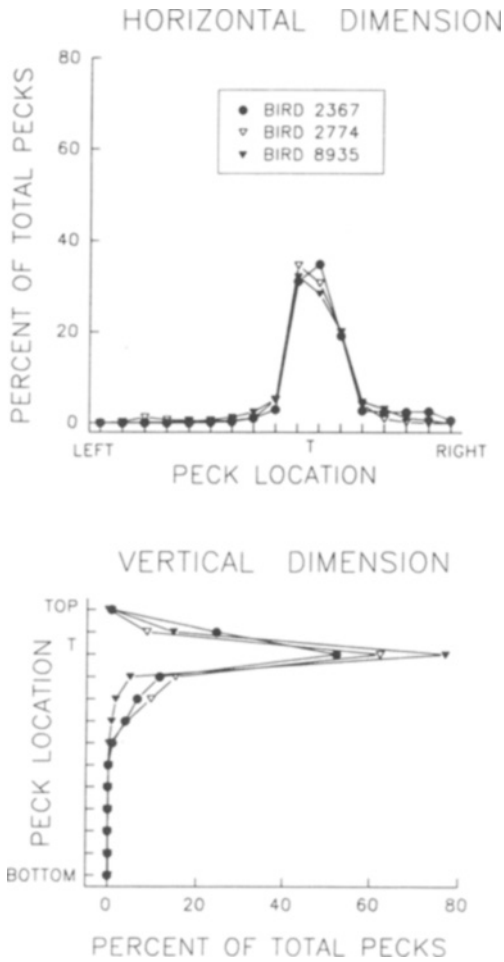 HORIZONTAL DIMENSION
80
60
40
20
0
PERCENT OF TOTAL PECKS
BIRD 2367
BIRD 2774
BIRD 8935
LEFT T RIGHT
PECK LOCATION
VERTICAL DIMENSION
TOP
T
BOTTOM
PECK LOCATION
0 20 40 60 80
PERCENT OF TOTAL PECKS